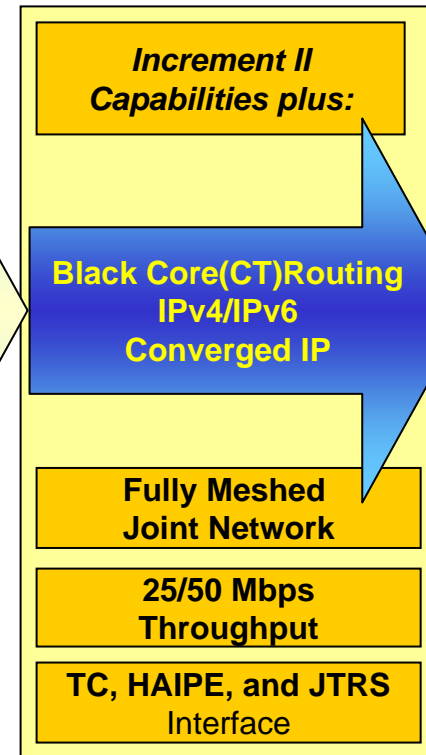 Increment II
Capabilities plus:
Black Core(CT)Routing
IPv4/IPv6
Converged IP
Fully Meshed
Joint Network
25/50 Mbps
Throughput
TC, HAIPE, and JTRS
Interface